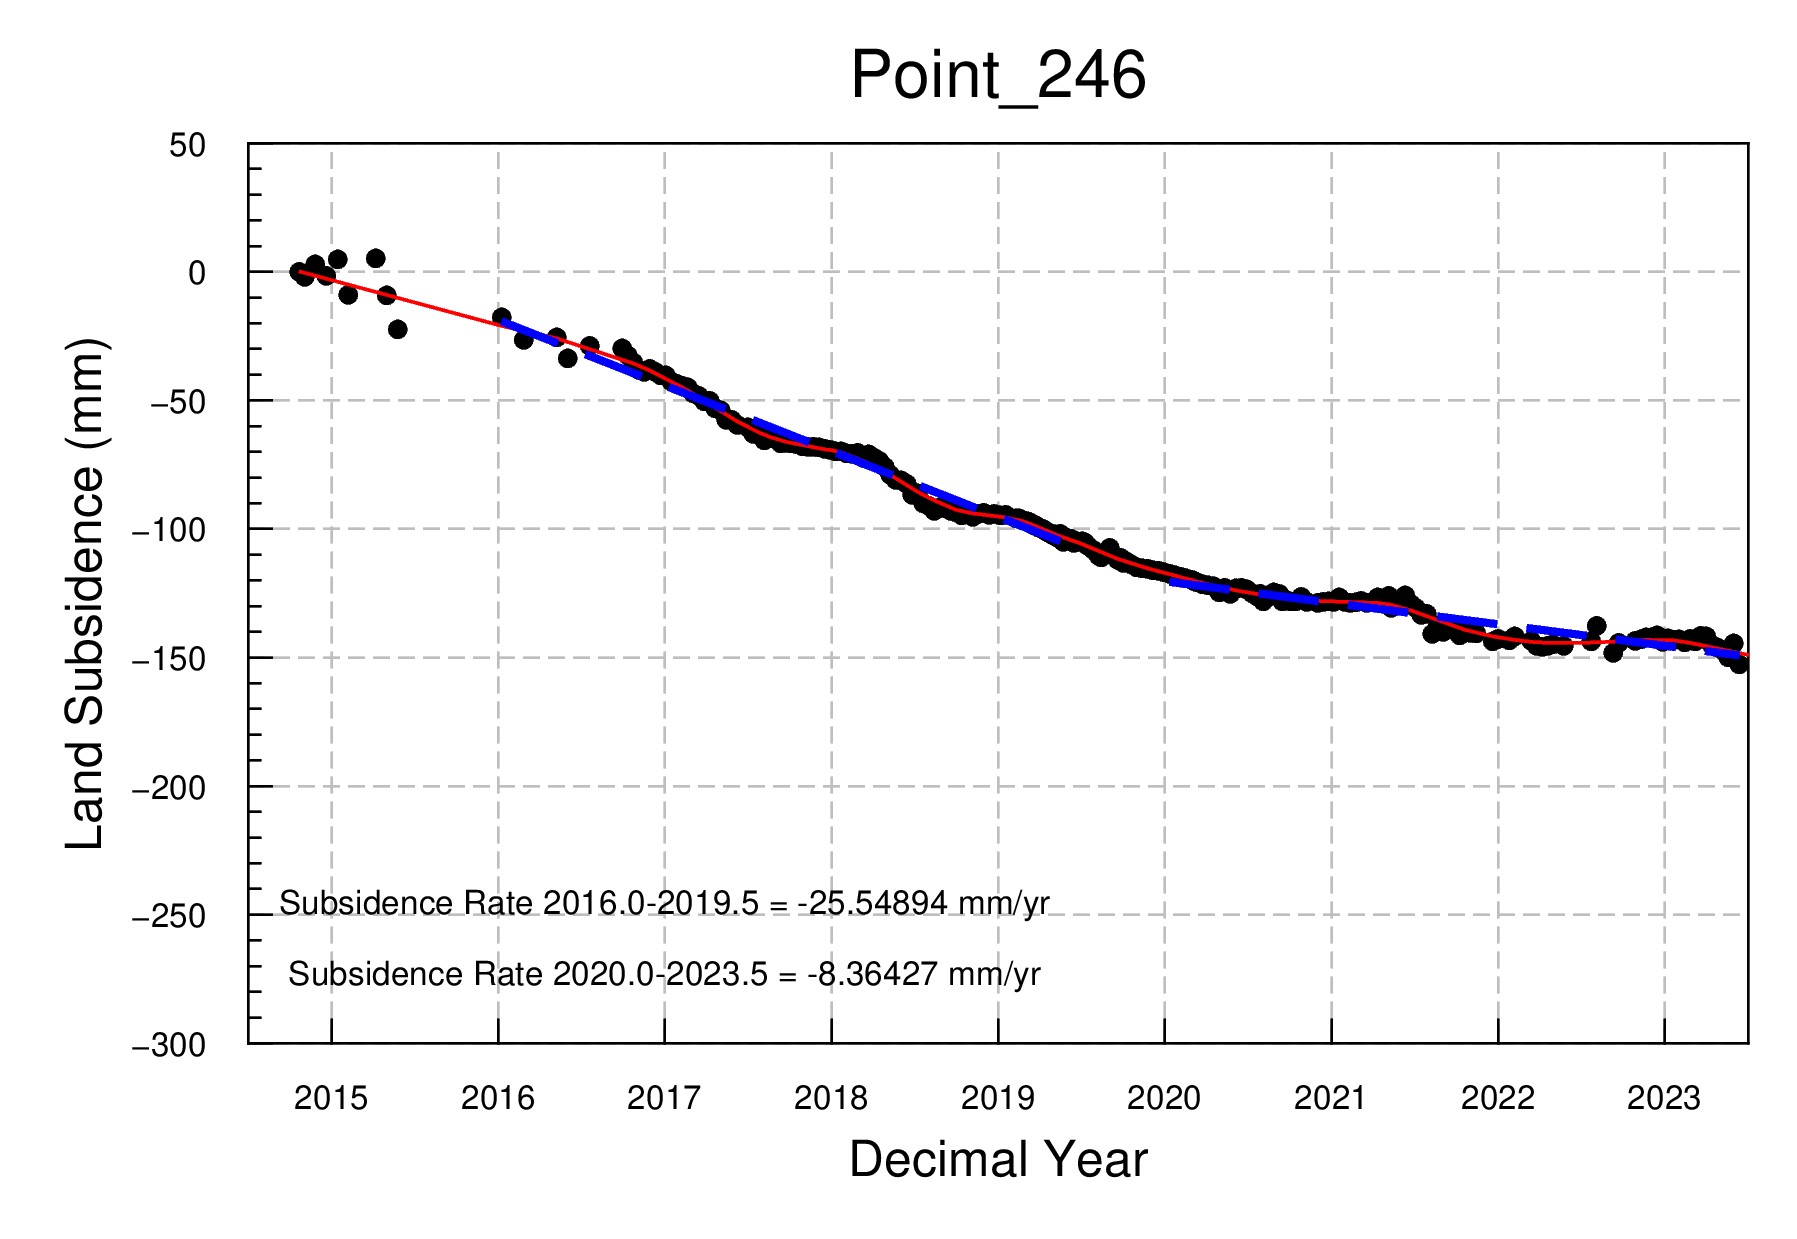 Point_246
50
0
−50
−100
−150
−200
−250
−300
Land Subsidence (mm)
Subsidence Rate 2016.0-2019.5 = -25.54894 mm/yr
Subsidence Rate 2020.0-2023.5 = -8.36427 mm/yr
2015 2016 2017 2018 2019 2020 2021 2022 2023
Decimal Year